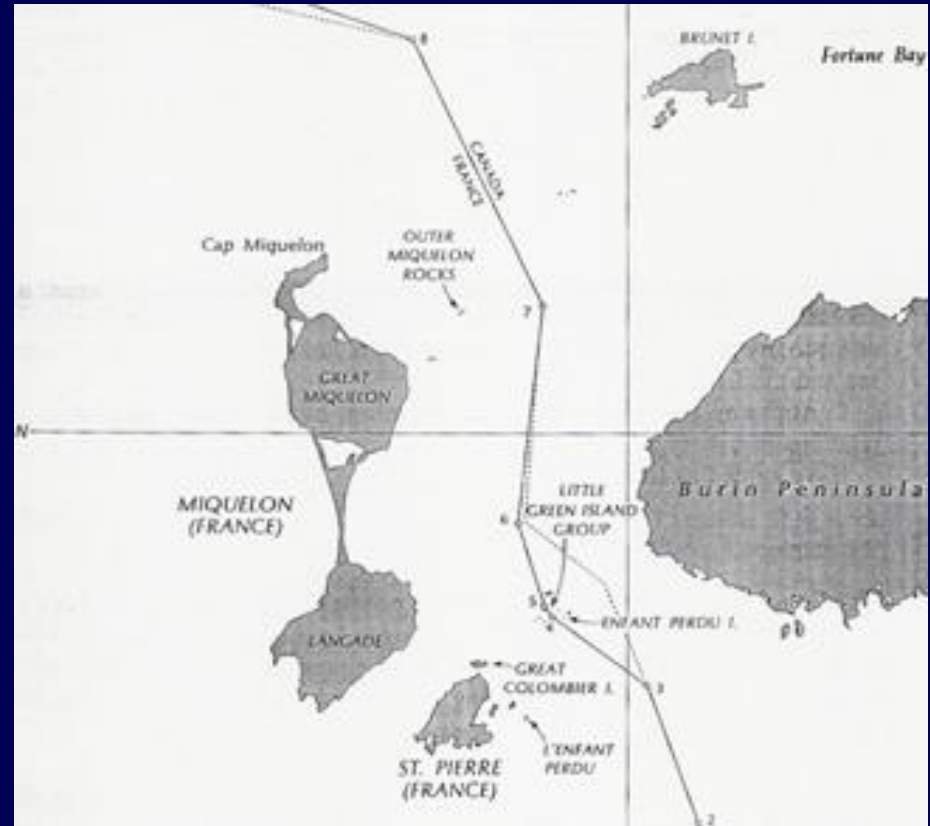 8
BRUNET I.
Fortune Bay
CANADA
FRANCE
Cap Miquelon
OUTER
MIQUELON
ROCKS
7
GREAT
MIQUELON
N
MIQUELON
(FRANCE)
LITTLE
GREEN ISLAND
GROUP
Burin Peninsula
6
5
4
ENFANT PERDU I.
LANGADE
GREAT
COLOMBIER I.
3
L'ENFANT
PERDU
ST. PIERRE
(FRANCE)
2